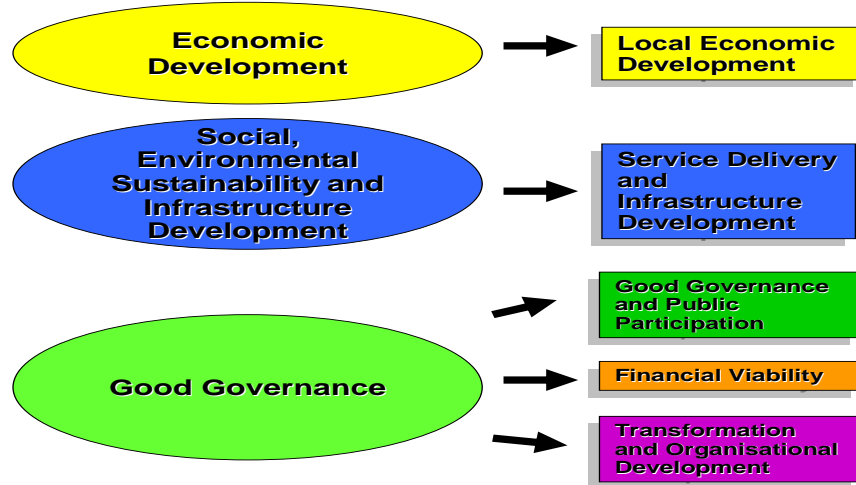 Economic
Development
Local Economic
Development
Social,
Environmental
Sustainability and
Infrastructure
Development
Service Delivery
and
Infrastructure
Development
Good Governance
Good Governance
and Public
Participation
Financial Viability
Transformation
and Organisational
Development